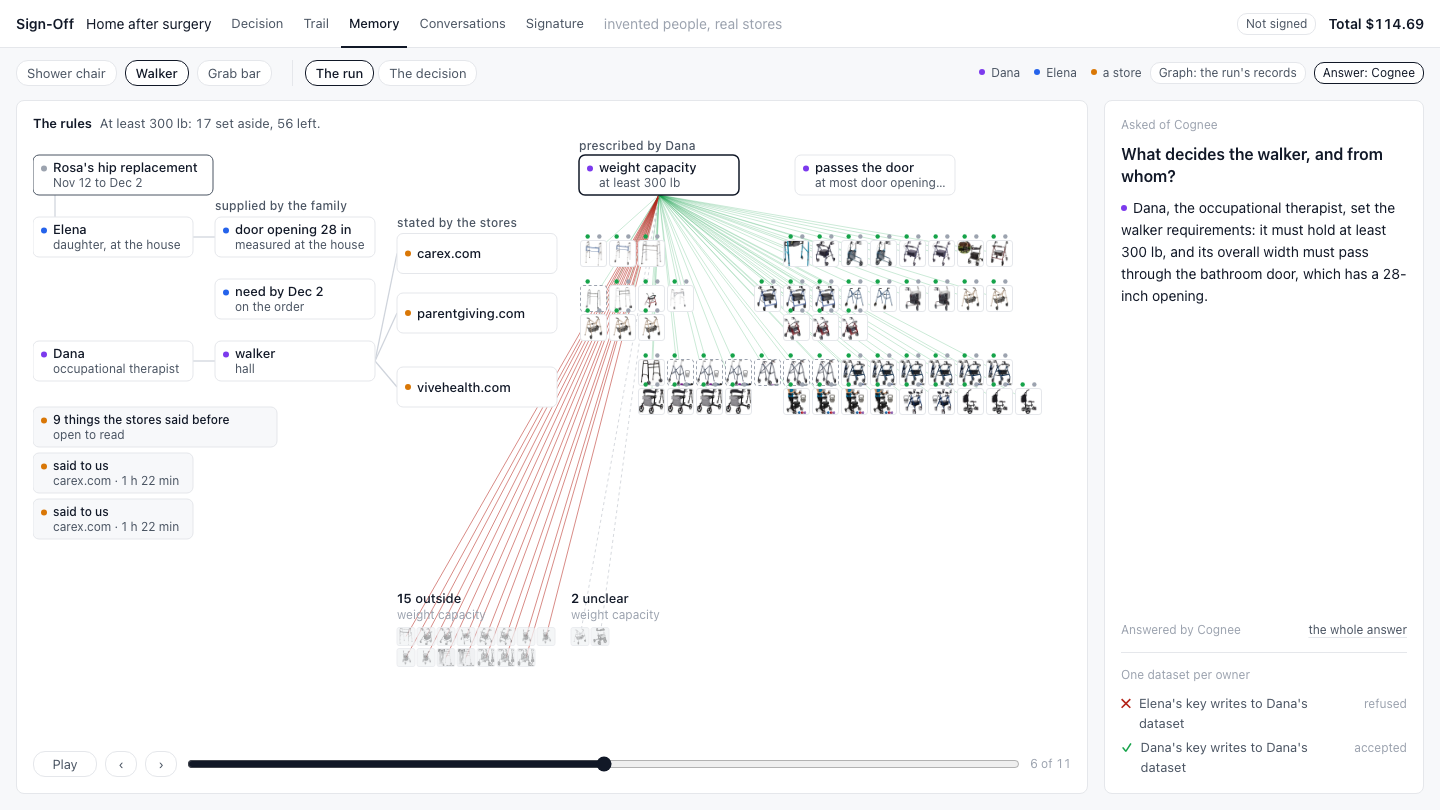 Sign-Off Home after surgery Decision Trail Memory Conversations Signature invented people, real stores Not signed Total $114.69
Shower chair Walker Grab bar The run The decision Dana Elena a store Graph: the run's records Answer: Cognee
The rules At least 300 lb: 17 set aside, 56 left.
prescribed by Dana
Rosa's hip replacement
Nov 12 to Dec 2
weight capacity
at least 300 lb
passes the door
at most door opening...
supplied by the family
Elena
daughter, at the house
door opening 28 in
measured at the house
stated by the stores
carex.com
need by Dec 2
on the order
parentgiving.com
Dana
occupational therapist
walker
hall
vivehealth.com
9 things the stores said before
open to read
said to us
carex.com · 1 h 22 min
said to us
carex.com · 1 h 22 min
15 outside
weight capacity
2 unclear
weight capacity
Play ‹ › 6 of 11
Asked of Cognee
What decides the walker, and from
whom?
Dana, the occupational therapist, set the
walker requirements: it must hold at least
300 lb, and its overall width must pass
through the bathroom door, which has a 28-
inch opening.
Answered by Cognee the whole answer
One dataset per owner
Elena's key writes to Dana's refused
dataset
Dana's key writes to Dana's accepted
dataset